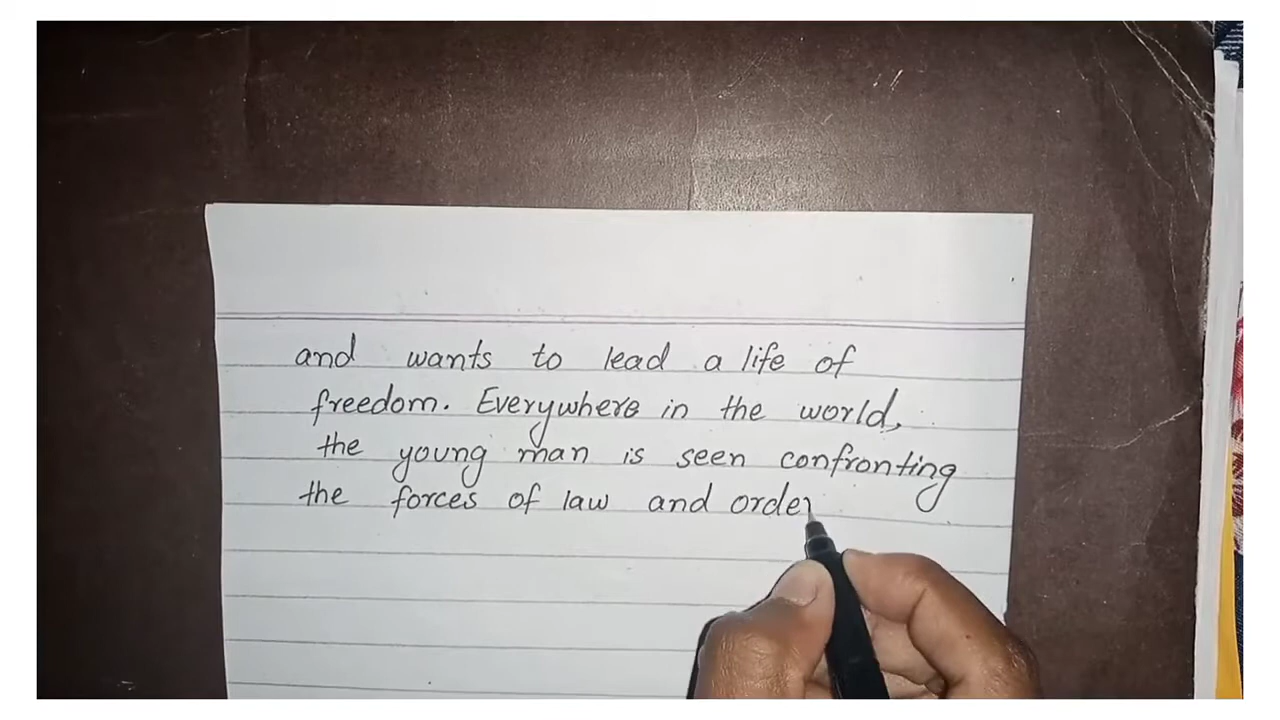 and wants to lead a life of
freedom. Everywhere in the world,
the young man is seen confronting
the forces of law and order